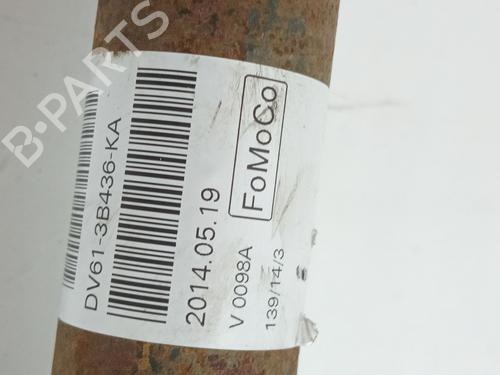 B-PARTS
DV61-3B436-KA
2014.05.19
FoMoCo
V 0098A
139/14/3